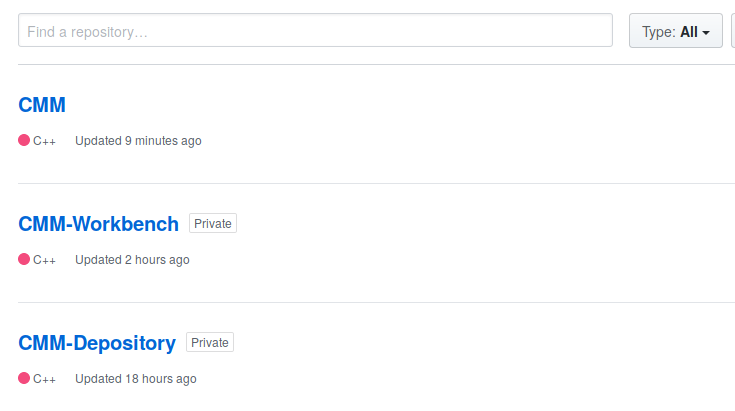 Find a repository…
Type: All
CMM
C++ Updated 9 minutes ago
CMM-Workbench Private
C++ Updated 2 hours ago
CMM-Depository Private
C++ Updated 18 hours ago